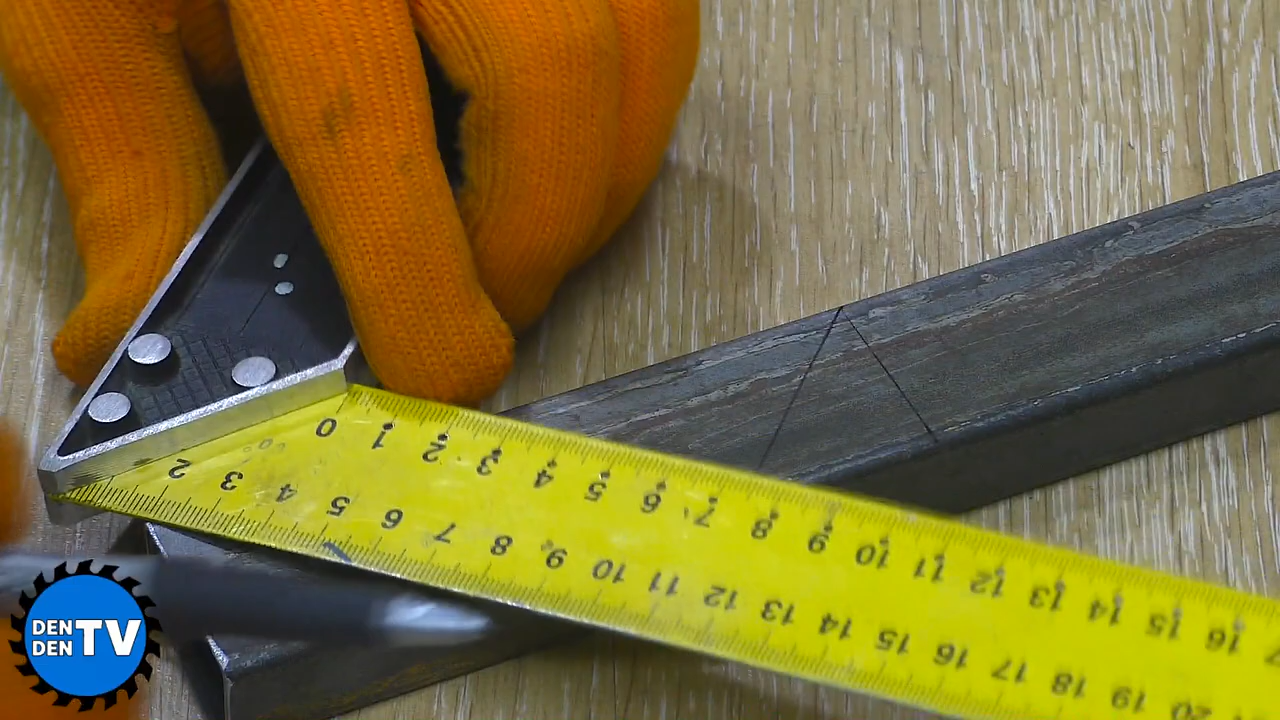 0 1 2 3 4 5 6 7 8 9 10 11 12 13 14 15 16
2 3 4 5 6 7 8 9 10 11 12 13 14 15 16 17 18 19 20
DEN
DEN TV